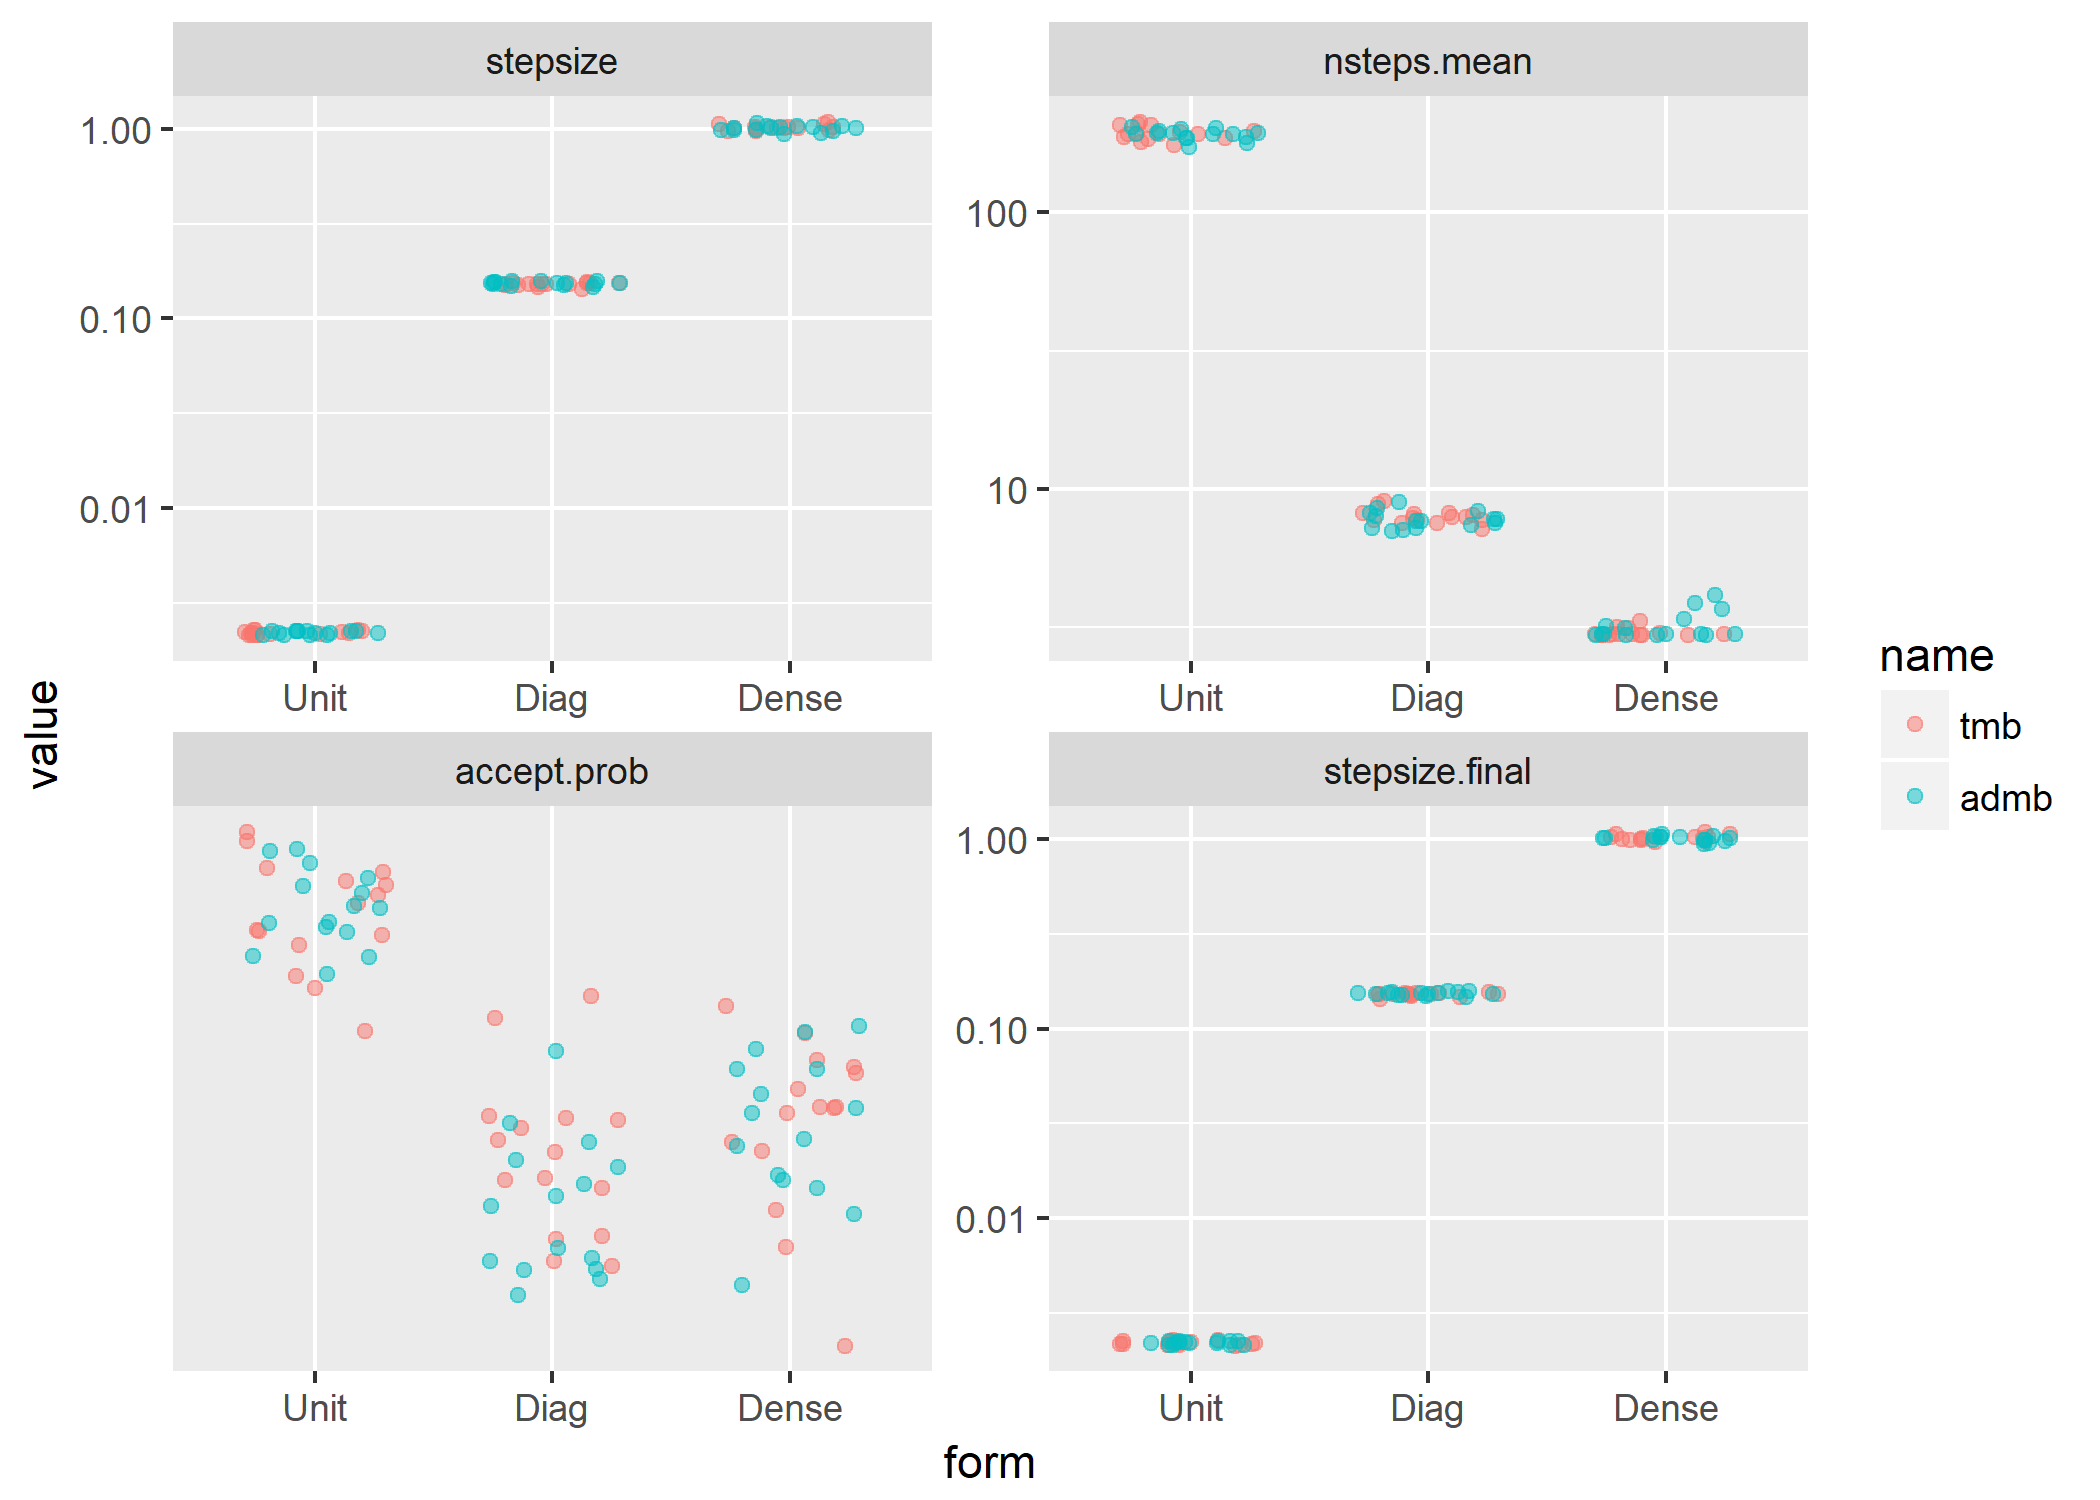 stepsize
nsteps.mean
1.00
0.10
0.01
100
10
Unit Diag Dense
Unit Diag Dense
accept.prob
stepsize.final
1.00
0.10
0.01
Unit Diag Dense
Unit Diag Dense
value
form
name
tmb
admb